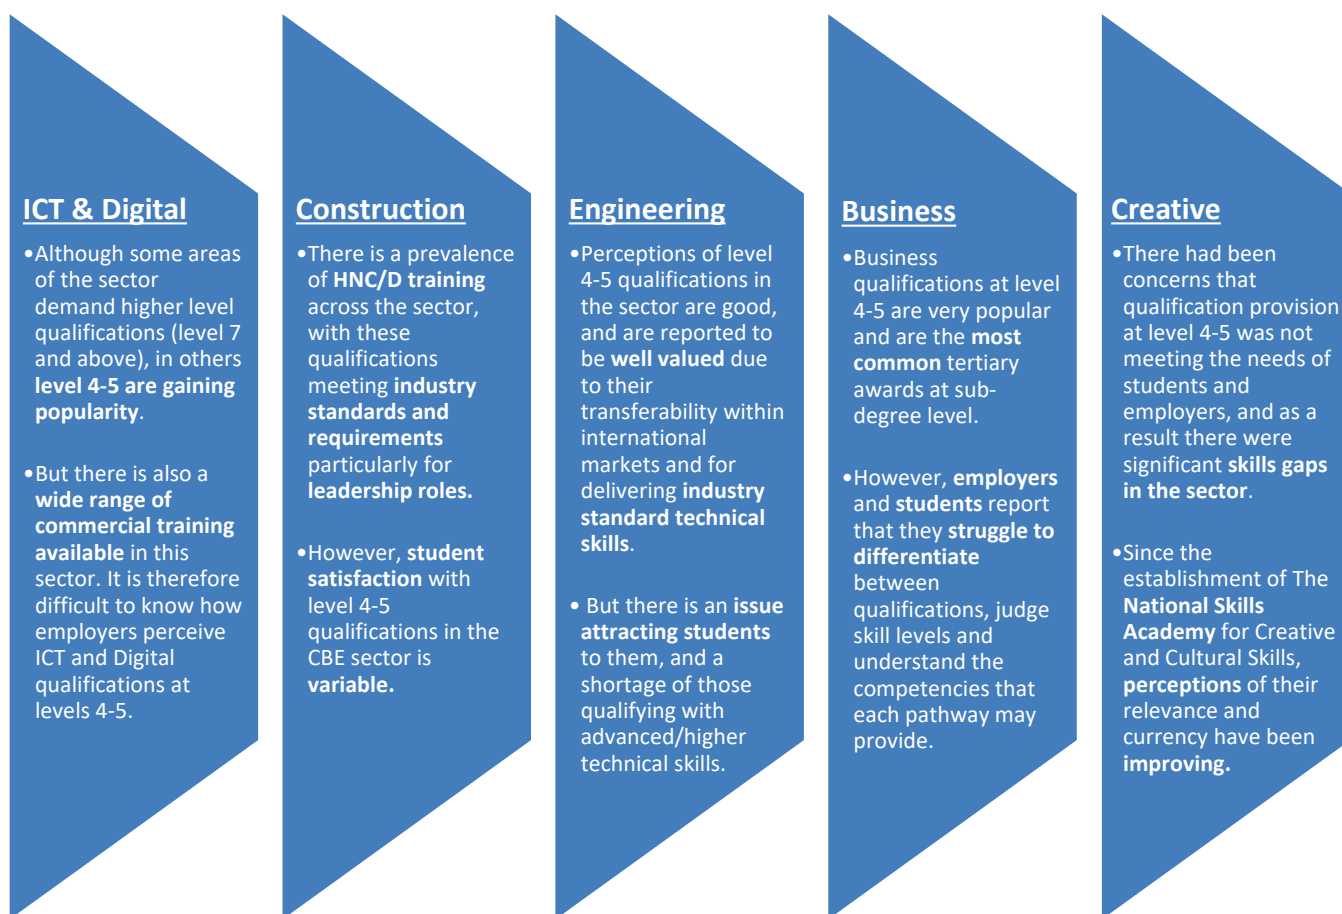 ICT & Digital
•Although some areas
of the sector
demand higher level
qualifications (level 7
and above), in others
level 4-5 are gaining
popularity.
•But there is also a
wide range of
commercial training
available in this
sector. It is therefore
difficult to know how
employers perceive
ICT and Digital
qualifications at
levels 4-5.
Construction
•There is a prevalence
of HNC/D training
across the sector,
with these
qualifications
meeting industry
standards and
requirements
particularly for
leadership roles.
•However, student
satisfaction with
level 4-5
qualifications in the
CBE sector is
variable.
Engineering
•Perceptions of level
4-5 qualifications in
the sector are good,
and are reported to
be well valued due
to their
transferability within
international
markets and for
delivering industry
standard technical
skills.
• But there is an issue
attracting students
to them, and a
shortage of those
qualifying with
advanced/higher
technical skills.
Business
•Business
qualifications at level
4-5 are very popular
and are the most
common tertiary
awards at sub-
degree level.
•However, employers
and students report
that they struggle to
differentiate
between
qualifications, judge
skill levels and
understand the
competencies that
each pathway may
provide.
Creative
•There had been
concerns that
qualification provision
at level 4-5 was not
meeting the needs of
students and
employers, and as a
result there were
significant skills gaps
in the sector.
•Since the
establishment of The
National Skills
Academy for Creative
and Cultural Skills,
perceptions of their
relevance and
currency have been
improving.